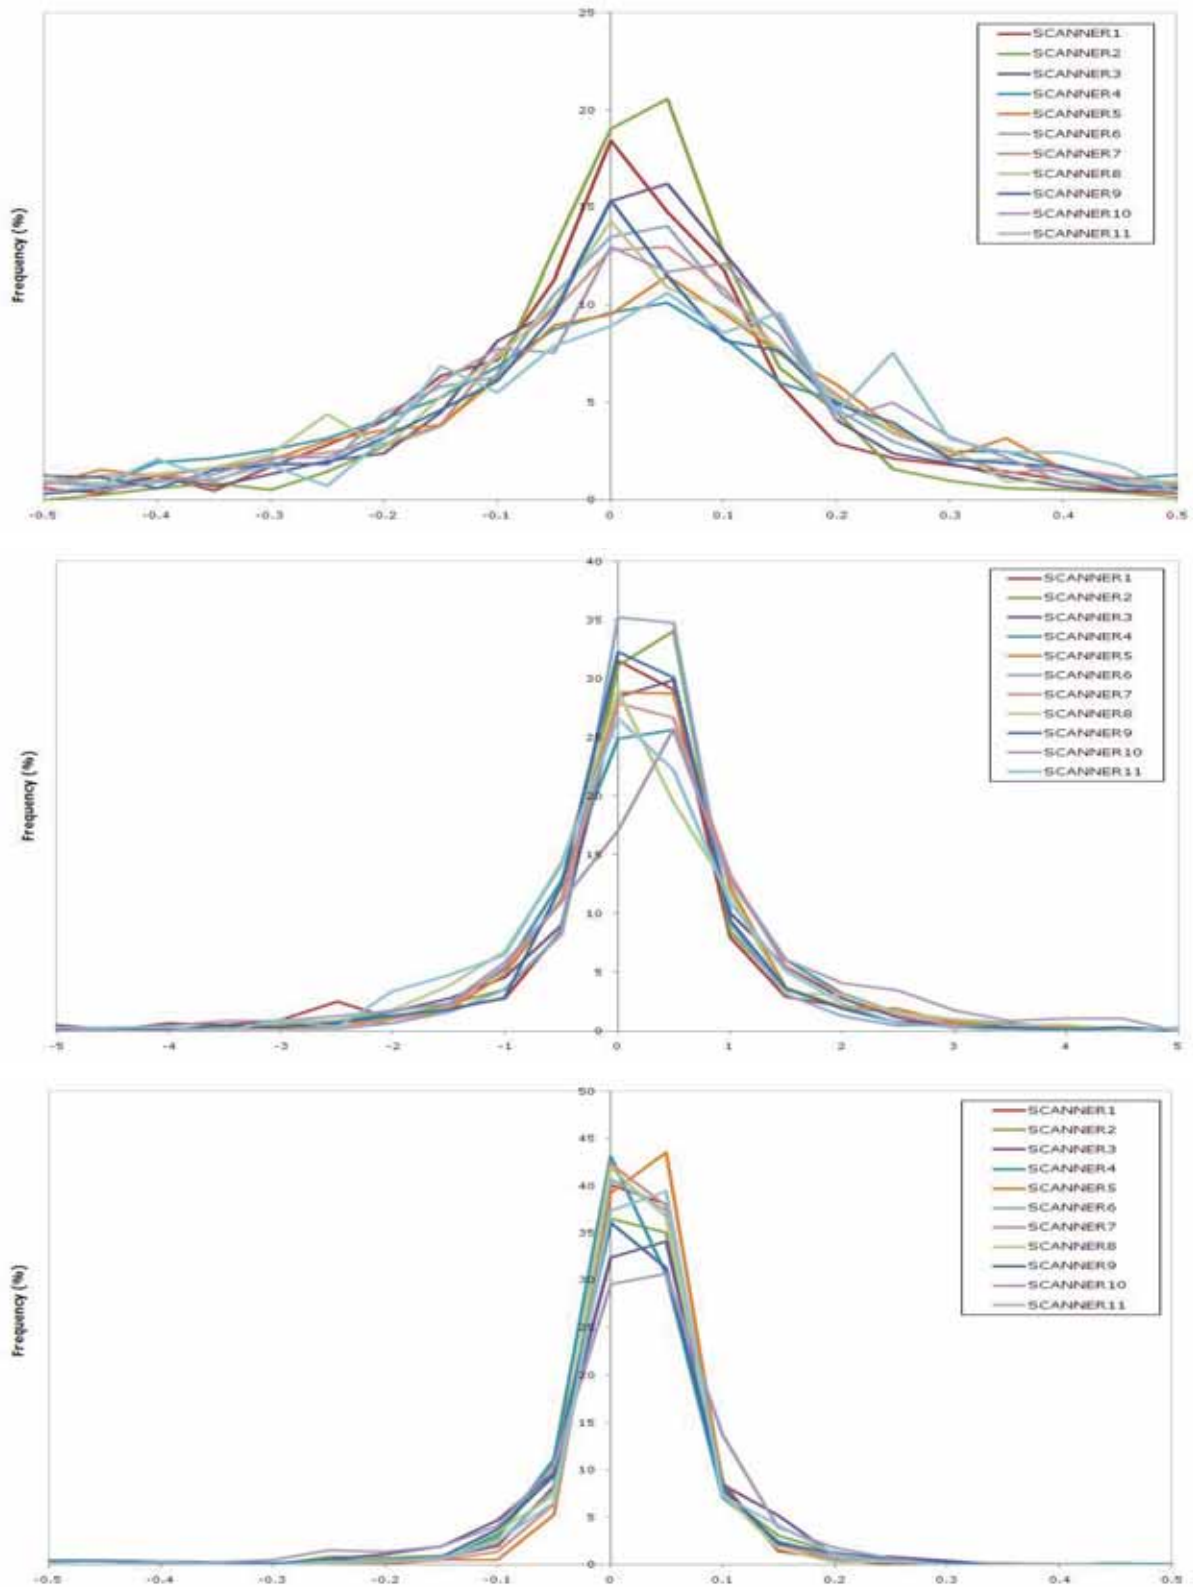 25
20
15
10
5
0
Frequency (%)
SCANNER1
SCANNER2
SCANNER3
SCANNER4
SCANNER5
SCANNER6
SCANNER7
SCANNER8
SCANNER9
SCANNER10
SCANNER11
-0.5 -0.4 -0.3 -0.2 -0.1 0 0.1 0.2 0.3 0.4 0.5
40
35
30
25
20
15
10
5
0
Frequency (%)
SCANNER1
SCANNER2
SCANNER3
SCANNER4
SCANNER5
SCANNER6
SCANNER7
SCANNER8
SCANNER9
SCANNER10
SCANNER11
-5 -4 -3 -2 -1 0 1 2 3 4 5
50
45
40
35
30
25
20
15
10
5
0
Frequency (%)
SCANNER1
SCANNER2
SCANNER3
SCANNER4
SCANNER5
SCANNER6
SCANNER7
SCANNER8
SCANNER9
SCANNER10
SCANNER11
-0.5 -0.4 -0.3 -0.2 -0.1 0 0.1 0.2 0.3 0.4 0.5